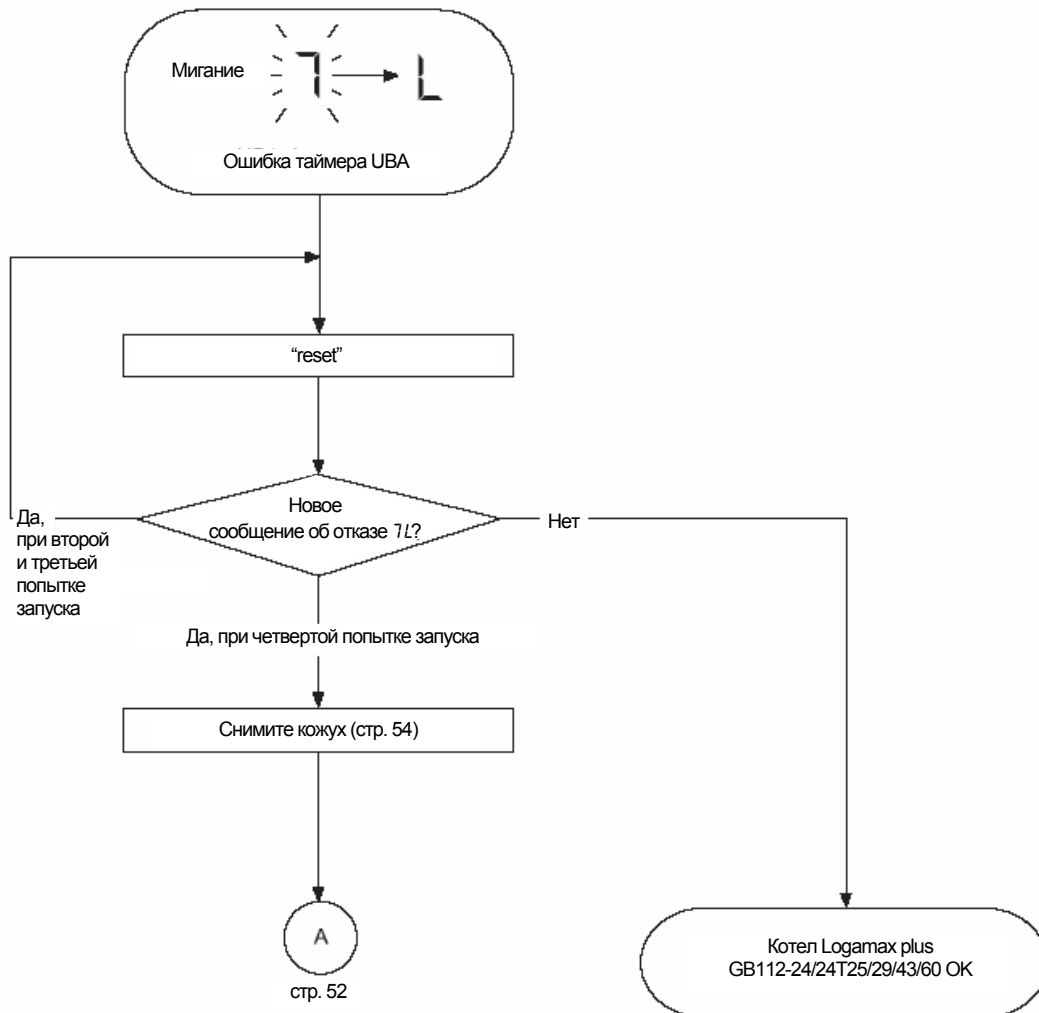 Мигание
7
L
Ошибка таймера UBA
“reset”
Новое
сообщение об отказе 7L?
Да,
при второй
и третьей
попытке
запуска
Нет
Да, при четвертой попытке запуска
Снимите кожух (стр. 54)
A
стр. 52
Котел Logamax plus
GB112-24/24T25/29/43/60 OK